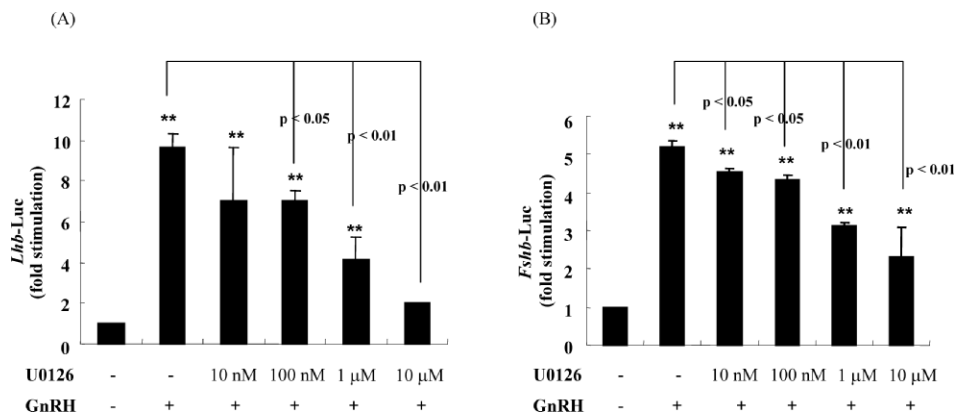 (A)
(B)
Lhb-Luc
(fold stimulation)
12
10
8
6
4
2
0
**
**
**
**
p < 0.05
p < 0.01
p < 0.01
U0126 - - 10 nM 100 nM 1 μM 10 μM
GnRH - + + + + +
Fshb-Luc
(fold stimulation)
6
5
4
3
2
1
0
**
**
**
**
**
p < 0.05
p < 0.05
p < 0.01
p < 0.01
- - 10 nM 100 nM 1 μM 10 μM
- + + + + +